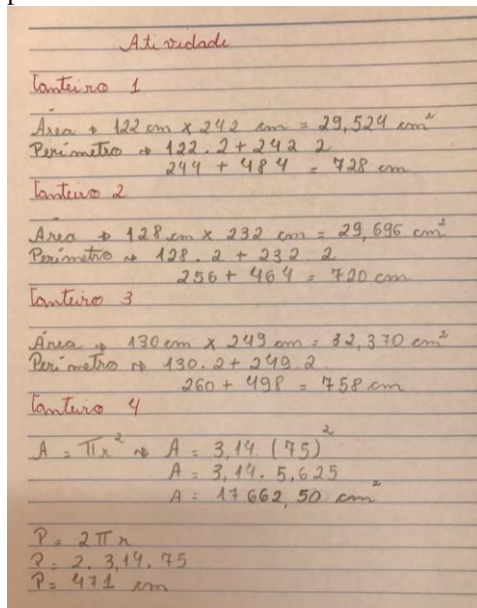 Atividade
Canteiro 1
Área → 122 cm x 242 cm = 29,524 cm²
Perímetro → 122.2 + 242 2
244 + 484 = 728 cm
Canteiro 2
Área → 128 cm x 232 cm = 29,696 cm²
Perímetro → 128.2 + 232.2
256 + 464 = 720 cm
Canteiro 3
Área → 130 cm x 249 cm = 32,370 cm²
Perímetro → 130.2 + 249.2
260 + 498 = 758 cm
Canteiro 4
A = πr² → A = 3,14. (75)²
A = 3,14. 5,625
A = 17 662,50 cm²
P = 2πr
P = 2. 3,14. 75
P = 471 cm